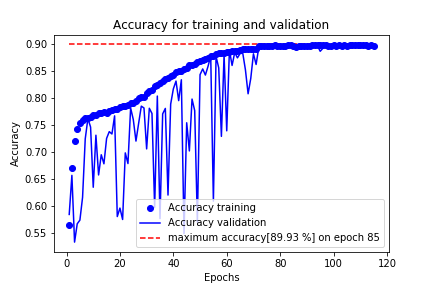 Accuracy for training and validation
Accuracy
0.90
0.85
0.80
0.75
0.70
0.65
0.60
0.55
Accuracy training
Accuracy validation
maximum accuracy[89.93 %] on epoch 85
0 20 40 60 80 100 120
Epochs